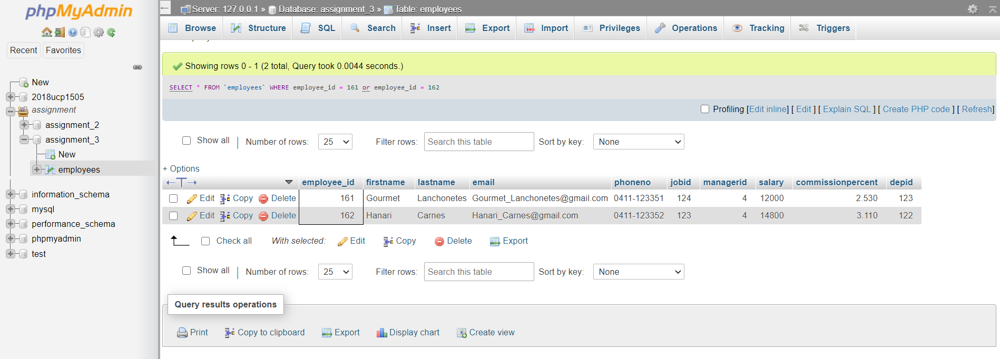 phpMyAdmin
Recent Favorites
New
2018ucp1505
assignment
assignment_2
assignment_3
New
employees
information_schema
mysql
performance_schema
phpmyadmin
test
Server: 127.0.0.1 » Database: assignment_3 » Table: employees
Browse Structure SQL Search Insert Export Import Privileges Operations Tracking Triggers
Showing rows 0 - 1 (2 total, Query took 0.0044 seconds.)
SELECT * FROM `employees` WHERE employee_id = 161 or employee_id = 162
Profiling [Edit inline] [ Edit ] [ Explain SQL ] [ Create PHP code ] [ Refresh]
Show all | Number of rows: 25 Filter rows: Search this table Sort by key: None
+ Options
←T→ employee_id firstname lastname email phoneno jobid managerid salary commissionpercent depid
Edit Copy Delete 161 Gourmet Lanchonetes Gourmet_Lanchonetes@gmail.com 0411-123351 124 4 12000 2.530 123
Edit Copy Delete 162 Hanari Carnes Hanari_Carnes@gmail.com 0411-123352 123 4 14800 3.110 122
Check all With selected: Edit Copy Delete Export
Show all | Number of rows: 25 Filter rows: Search this table Sort by key: None
Query results operations
Print Copy to clipboard Export Display chart Create view